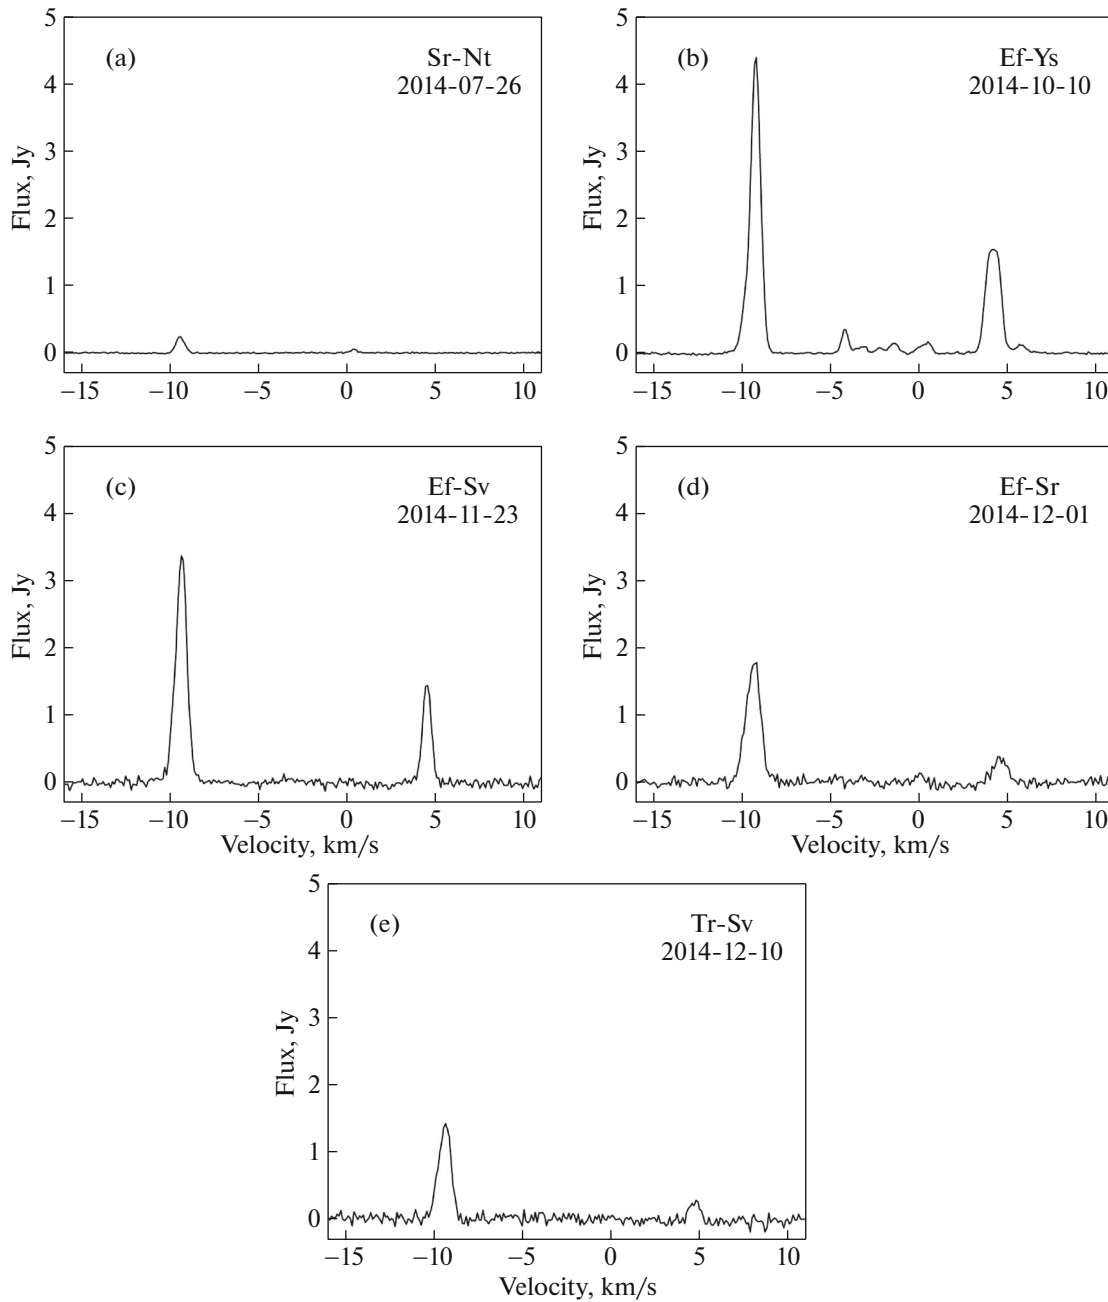 5
4
3
2
1
0
Flux, Jy
(a)
Sr-Nt
2014-07-26
−15 −10 −5 0 5 10
5
4
3
2
1
0
Flux, Jy
(b)
Ef-Ys
2014-10-10
−15 −10 −5 0 5 10
5
4
3
2
1
0
Flux, Jy
(c)
Ef-Sv
2014-11-23
−15 −10 −5 0 5 10
Velocity, km/s
5
4
3
2
1
0
Flux, Jy
(d)
Ef-Sr
2014-12-01
−15 −10 −5 0 5 10
Velocity, km/s
5
4
3
2
1
0
Flux, Jy
(e)
Tr-Sv
2014-12-10
−15 −10 −5 0 5 10
Velocity, km/s